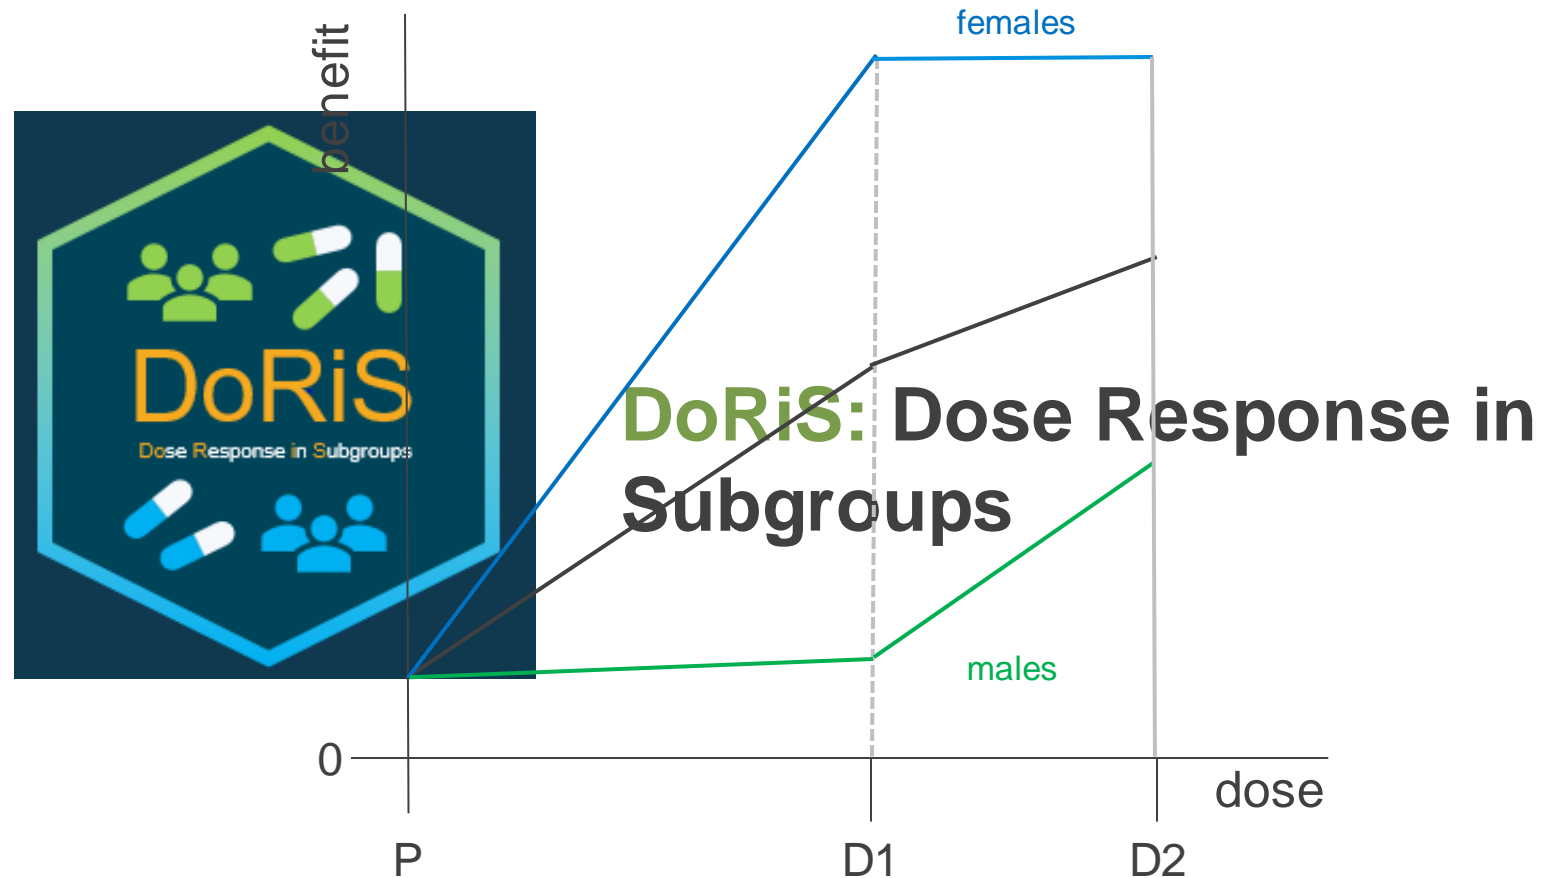 females
benefit
DoRiS
Dose Response in Subgroups
DoRiS: Dose Response in
Subgroups
males
0
dose
P
D1
D2